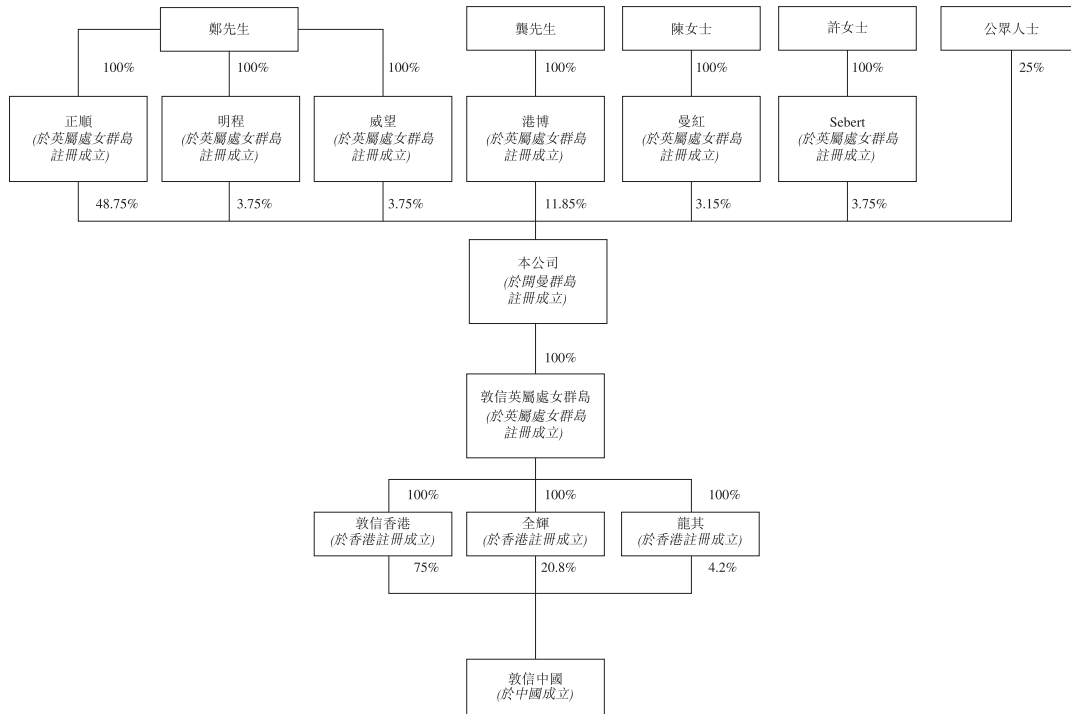 鄭先生
龔先生
陳女士
許女士
公眾人士
100%
100%
100%
100%
100%
100%
25%
正順
(於英屬處女群島
註冊成立)
明程
(於英屬處女群島
註冊成立)
威望
(於英屬處女群島
註冊成立)
港博
(於英屬處女群島
註冊成立)
曼紅
(於英屬處女群島
註冊成立)
Sebert
(於英屬處女群島
註冊成立)
48.75%
3.75%
3.75%
11.85%
3.15%
3.75%
本公司
(於開曼群島
註冊成立)
100%
敦信英屬處女群島
(於英屬處女群島
註冊成立)
100%
100%
100%
敦信香港
(於香港註冊成立)
全輝
(於香港註冊成立)
龍其
(於香港註冊成立)
75%
20.8%
4.2%
敦信中國
(於中國成立)